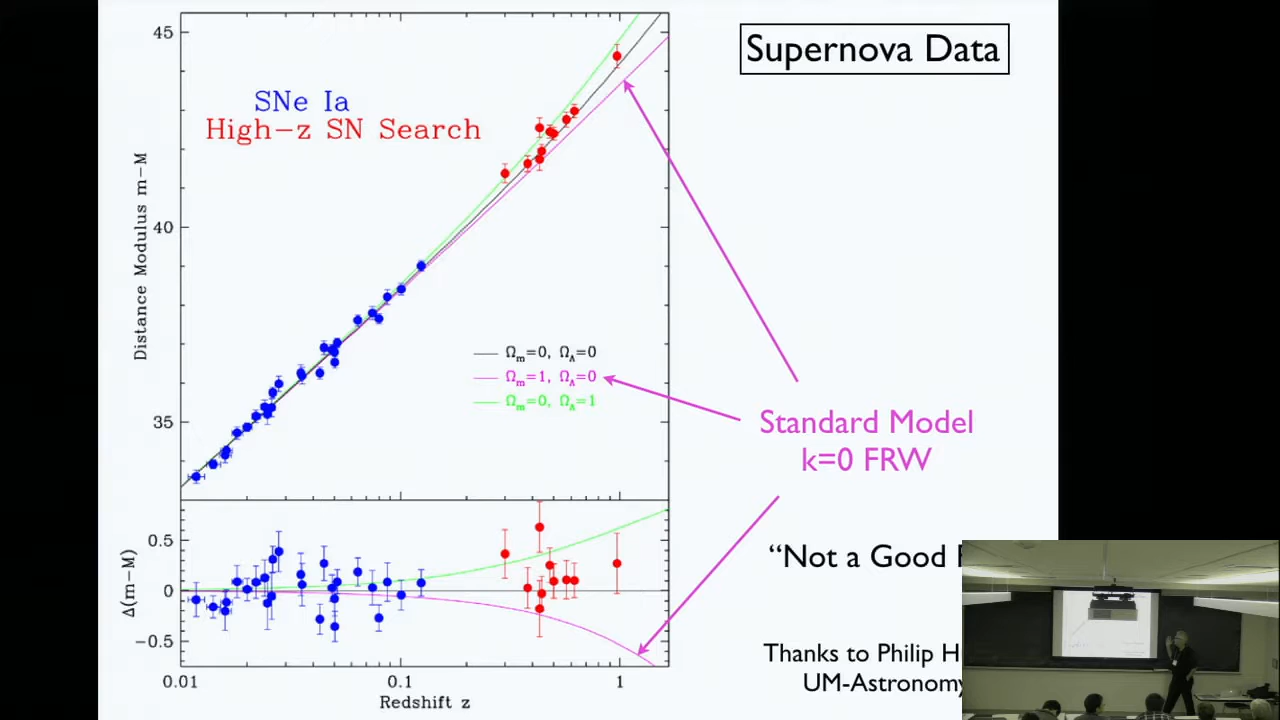 Supernova Data
SNe Ia
High-z SN Search
Distance Modulus m-M
45
40
35
Ωm=0, ΩΛ=0
Ωm=1, ΩΛ=0
Ωm=0, ΩΛ=1
Standard Model
k=0 FRW
Δ(m-M)
0.5
0
-0.5
0.01
0.1
1
Redshift z
“Not a Good
Thanks to Philip H
UM-Astronomy